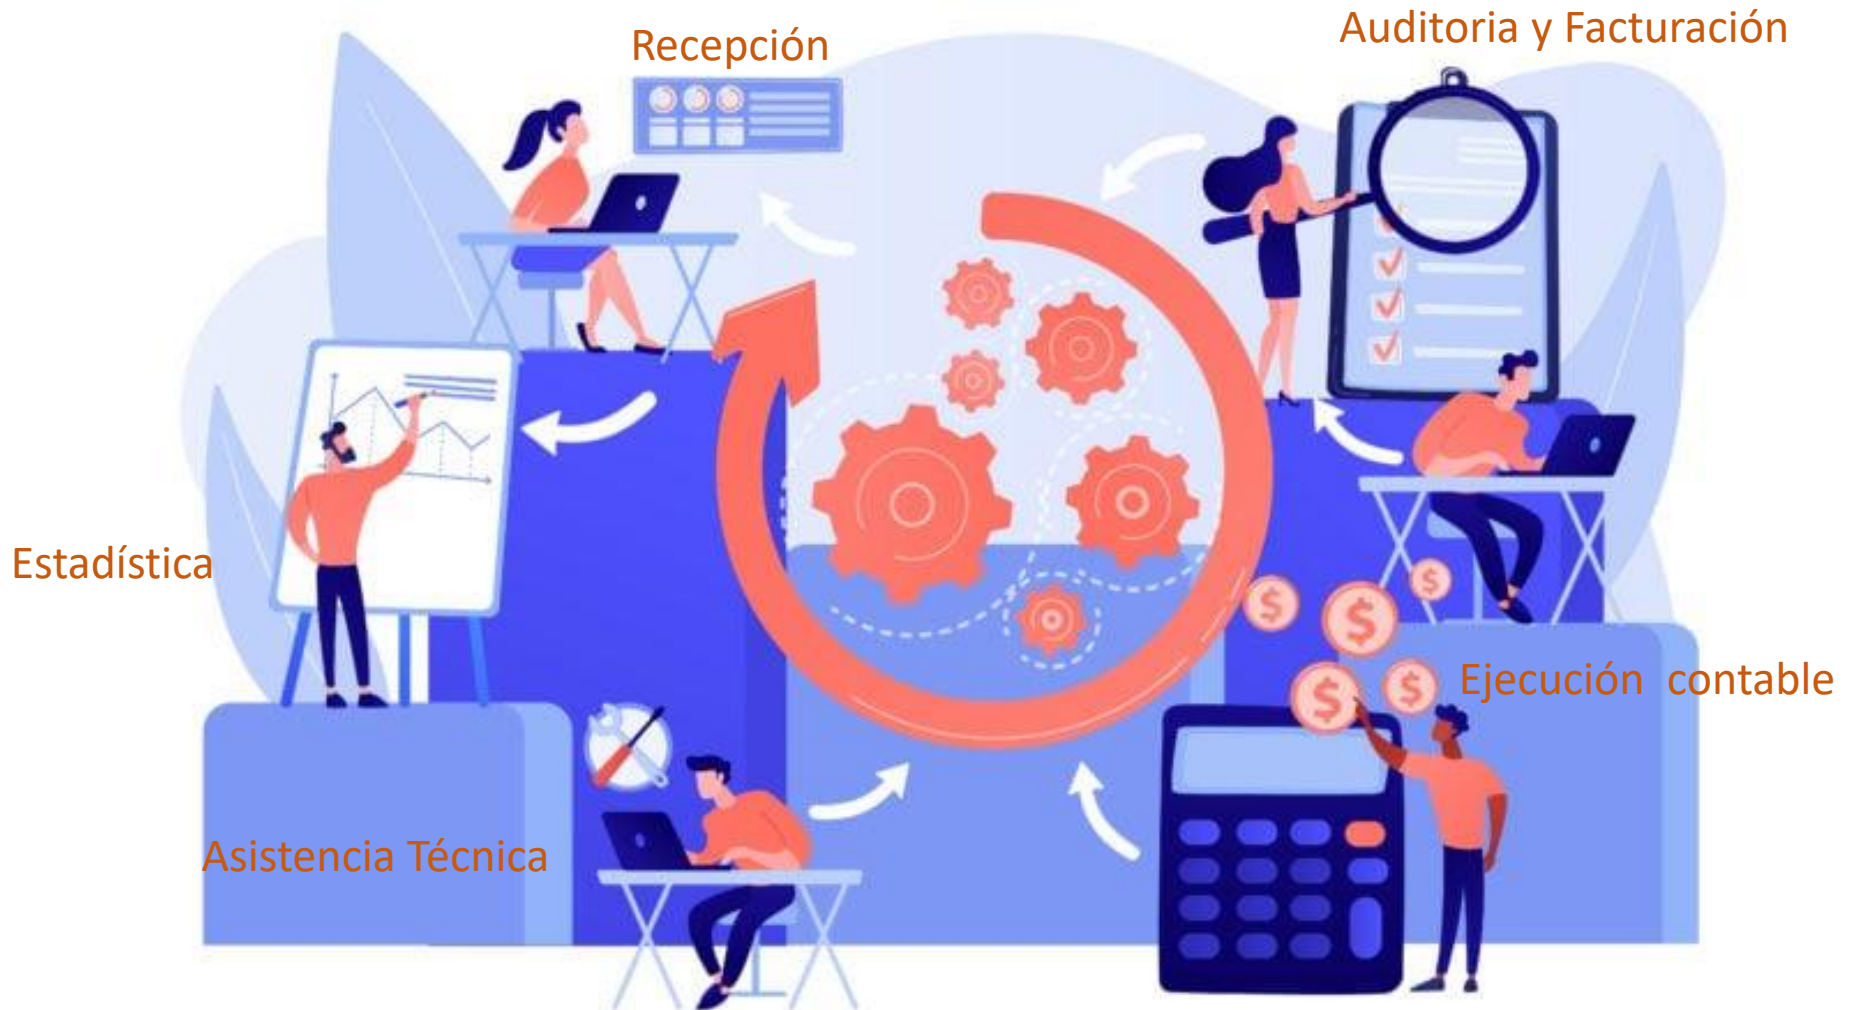 Recepción
Auditoria y Facturación
Estadística
Ejecución  contable
Asistencia Técnica
$
$
$
$
$